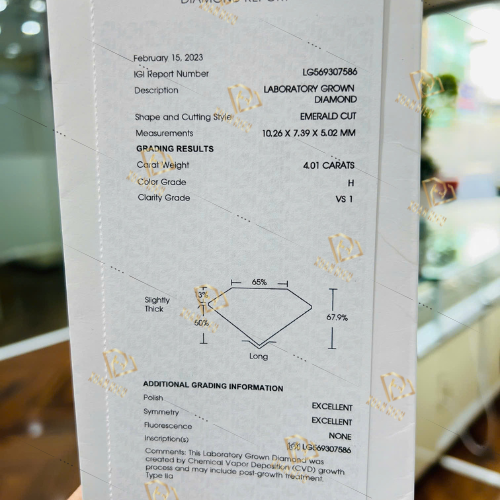 DIAMOND REPORT
February 15, 2023
IGI Report Number LG569307586
Description LABORATORY GROWN
DIAMOND
Shape and Cutting Style EMERALD CUT
Measurements 10.26 X 7.39 X 5.02 MM
GRADING RESULTS
Carat Weight 4.01 CARATS
Color Grade H
Clarity Grade VS 1
65%
Slightly
Thick
3%
60%
67.9%
Long
ADDITIONAL GRADING INFORMATION
Polish EXCELLENT
Symmetry EXCELLENT
Fluorescence NONE
Inscription(s) LG569307586
Comments: This Laboratory Grown Diamond was
created by Chemical Vapor Deposition (CVD) growth
process and may include post-growth treatment.
Type IIa